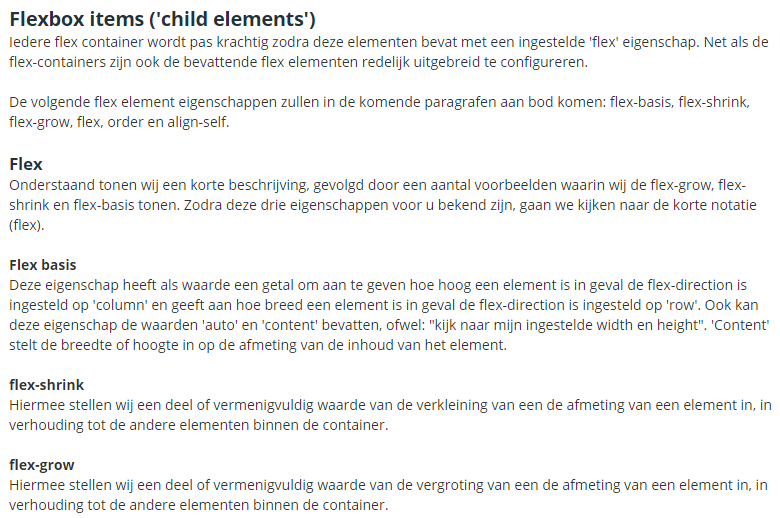 Flexbox items ('child elements')
Iedere flex container wordt pas krachtig zodra deze elementen bevat met een ingestelde 'flex' eigenschap. Net als de
flex-containers zijn ook de bevattende flex elementen redelijk uitgebreid te configureren.
De volgende flex element eigenschappen zullen in de komende paragrafen aan bod komen: flex-basis, flex-shrink,
flex-grow, flex, order en align-self.
Flex
Onderstaand tonen wij een korte beschrijving, gevolgd door een aantal voorbeelden waarin wij de flex-grow, flex-
shrink en flex-basis tonen. Zodra deze drie eigenschappen voor u bekend zijn, gaan we kijken naar de korte notatie
(flex).
Flex basis
Deze eigenschap heeft als waarde een getal om aan te geven hoe hoog een element is in geval de flex-direction is
ingesteld op 'column' en geeft aan hoe breed een element is in geval de flex-direction is ingesteld op 'row'. Ook kan
deze eigenschap de waarden 'auto' en 'content' bevatten, ofwel: "kijk naar mijn ingestelde width en height". 'Content'
stelt de breedte of hoogte in op de afmeting van de inhoud van het element.
flex-shrink
Hiermee stellen wij een deel of vermenigvuldig waarde van de verkleining van een de afmeting van een element in, in
verhouding tot de andere elementen binnen de container.
flex-grow
Hiermee stellen wij een deel of vermenigvuldig waarde van de vergroting van een de afmeting van een element in, in
verhouding tot de andere elementen binnen de container.